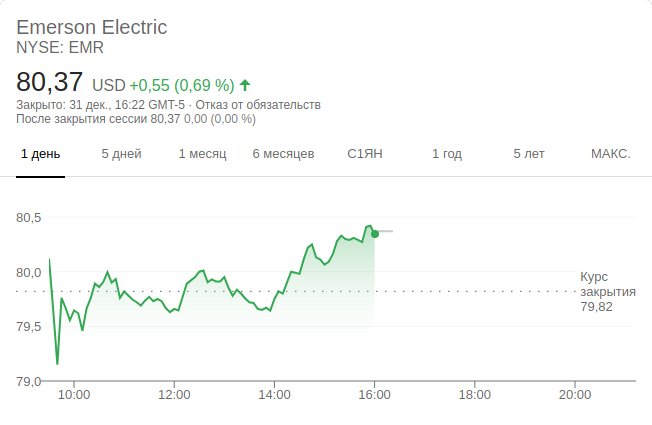 Emerson Electric
NYSE: EMR
80,37 USD +0,55 (0,69 %)
Закрыто: 31 дек., 16:22 GMT-5 · Отказ от обязательств
После закрытия сессии 80,37 0,00 (0,00 %)
1 день 5 дней 1 месяц 6 месяцев С1ЯН 1 год 5 лет МАКС.
80,5
80,0
Курс
закрытия
79,82
79,5
79,0
10:00 12:00 14:00 16:00 18:00 20:00